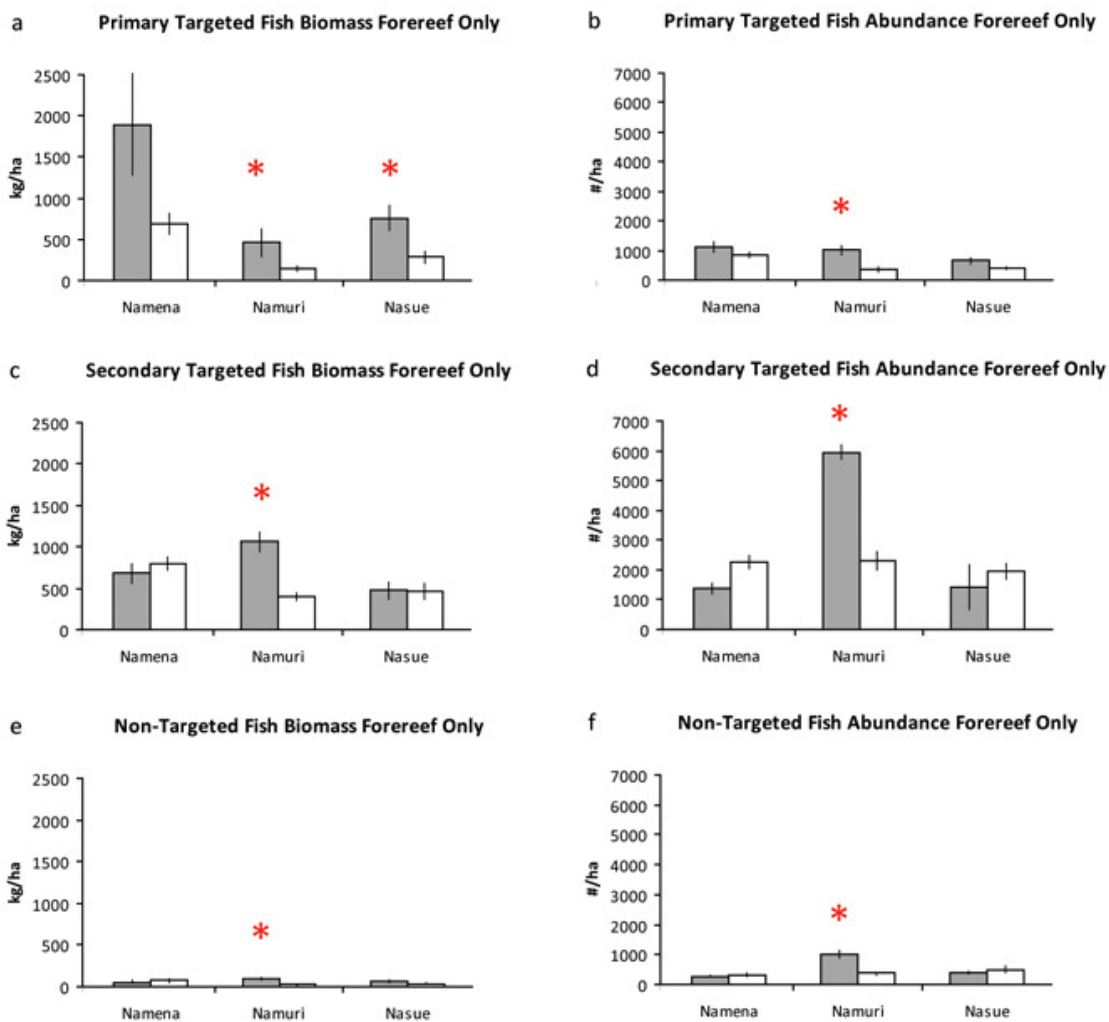 a Primary Targeted Fish Biomass Forereef Only
2500
2000
1500
1000
500
0
kg/ha
Namena Namuri Nasue
b Primary Targeted Fish Abundance Forereef Only
7000
6000
5000
4000
3000
2000
1000
0
#/ha
Namena Namuri Nasue
c Secondary Targeted Fish Biomass Forereef Only
2500
2000
1500
1000
500
0
kg/ha
Namena Namuri Nasue
d Secondary Targeted Fish Abundance Forereef Only
7000
6000
5000
4000
3000
2000
1000
0
#/ha
Namena Namuri Nasue
e Non-Targeted Fish Biomass Forereef Only
2500
2000
1500
1000
500
0
kg/ha
Namena Namuri Nasue
f Non-Targeted Fish Abundance Forereef Only
7000
6000
5000
4000
3000
2000
1000
0
#/ha
Namena Namuri Nasue